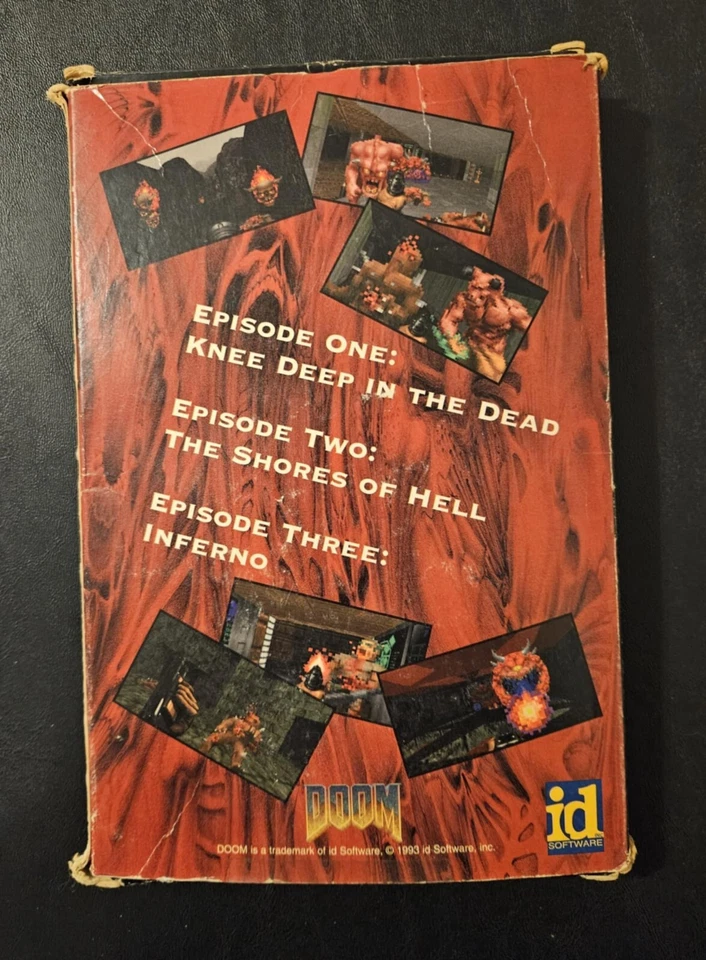 EPISODE ONE:
KNEE DEEP IN THE DEAD
EPISODE TWO:
THE SHORES OF HELL
EPISODE THREE:
INFERNO
DOOM
DOOM is a trademark of id Software, © 1993 id Software, inc.
id
SOFTWARE